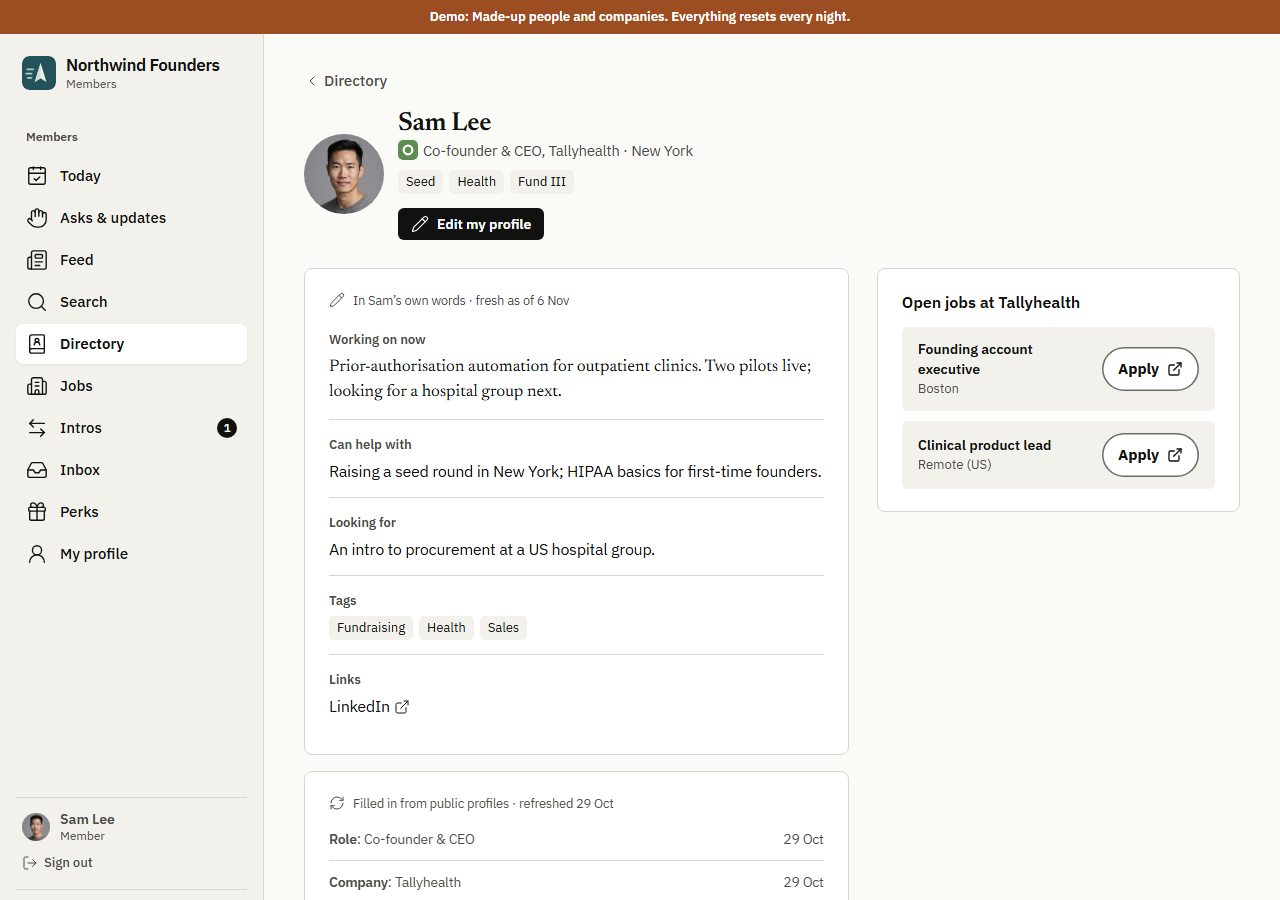 Demo: Made-up people and companies. Everything resets every night.
Northwind Founders
Members
Members
Today
Asks & updates
Feed
Search
Directory
Jobs
Intros
1
Inbox
Perks
My profile
Sam Lee
Member
Sign out
Directory
Sam Lee
Co-founder & CEO, Tallyhealth · New York
Seed Health Fund III
Edit my profile
In Sam's own words · fresh as of 6 Nov
Working on now
Prior-authorisation automation for outpatient clinics. Two pilots live;
looking for a hospital group next.
Can help with
Raising a seed round in New York; HIPAA basics for first-time founders.
Looking for
An intro to procurement at a US hospital group.
Tags
Fundraising Health Sales
Links
LinkedIn
Filled in from public profiles · refreshed 29 Oct
Role: Co-founder & CEO 29 Oct
Company: Tallyhealth 29 Oct
Open jobs at Tallyhealth
Founding account
executive
Boston
Apply
Clinical product lead
Remote (US)
Apply